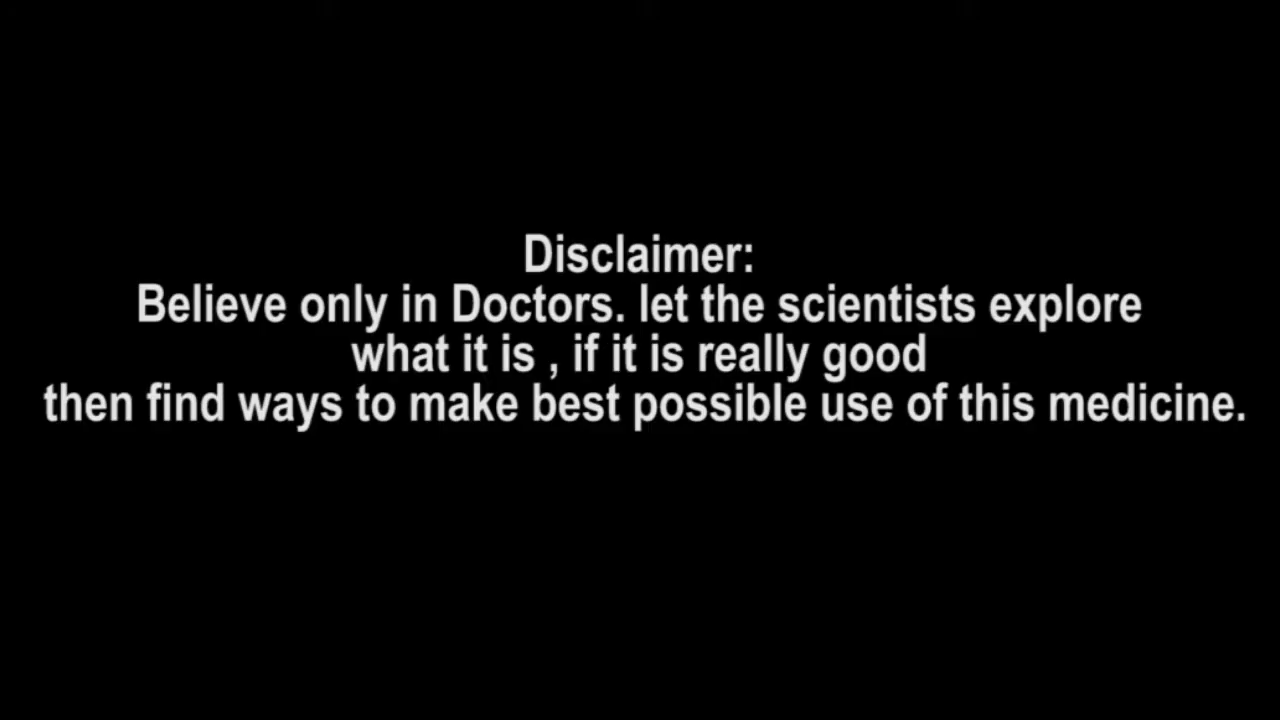 Disclaimer:
Believe only in Doctors. let the scientists explore
what it is , if it is really good
then find ways to make best possible use of this medicine.